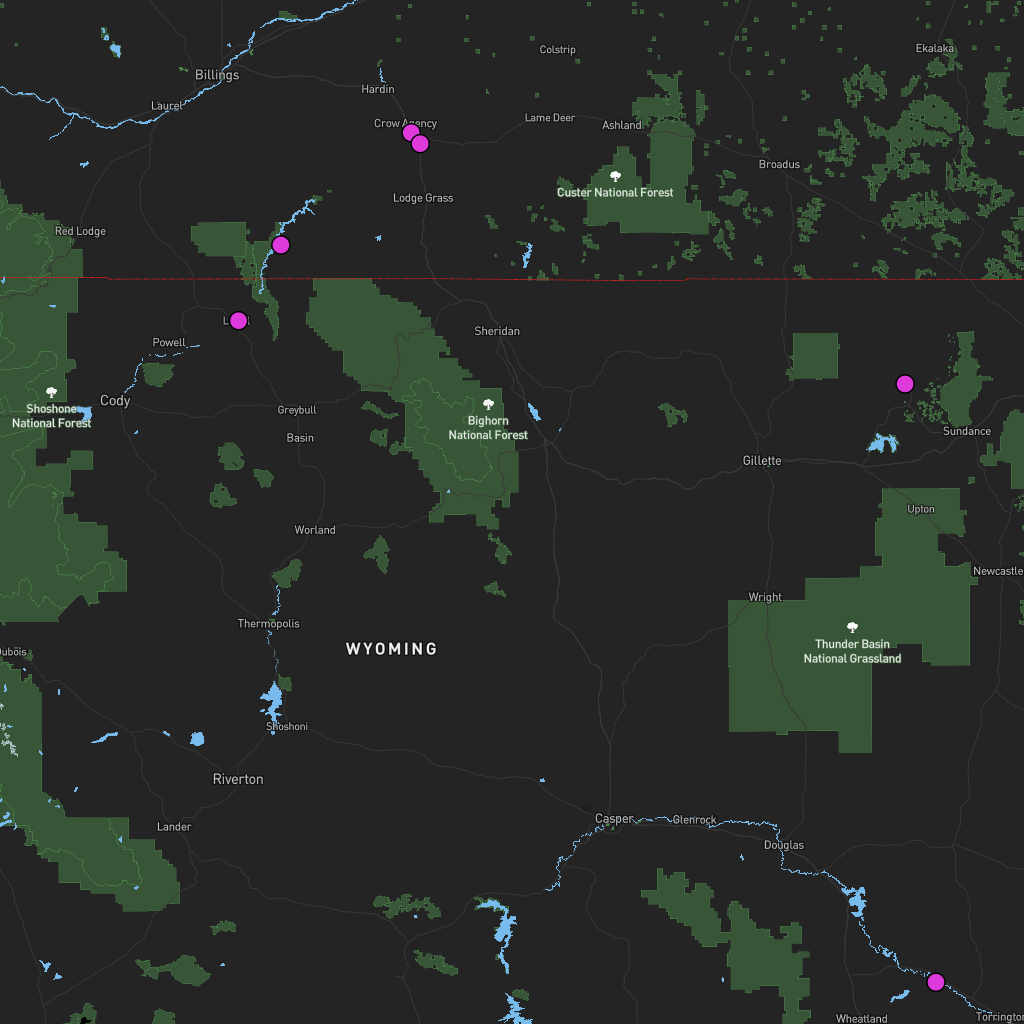 Colstrip
Ekalaka
Billings
Hardin
Laurel
Crow Agency
Lame Deer
Ashland
Broadus
Custer National Forest
Lodge Grass
Red Lodge
Sheridan
Powell
Cody
Shoshone
National Forest
Greybull
Bighorn
National Forest
Basin
Sundance
Gillette
Upton
Worland
Newcastle
Wright
Thermopolis
WYOMING
Thunder Basin
National Grassland
Dubois
Shoshoni
Riverton
Lander
Casper
Glenrock
Douglas
Wheatland
Torrington